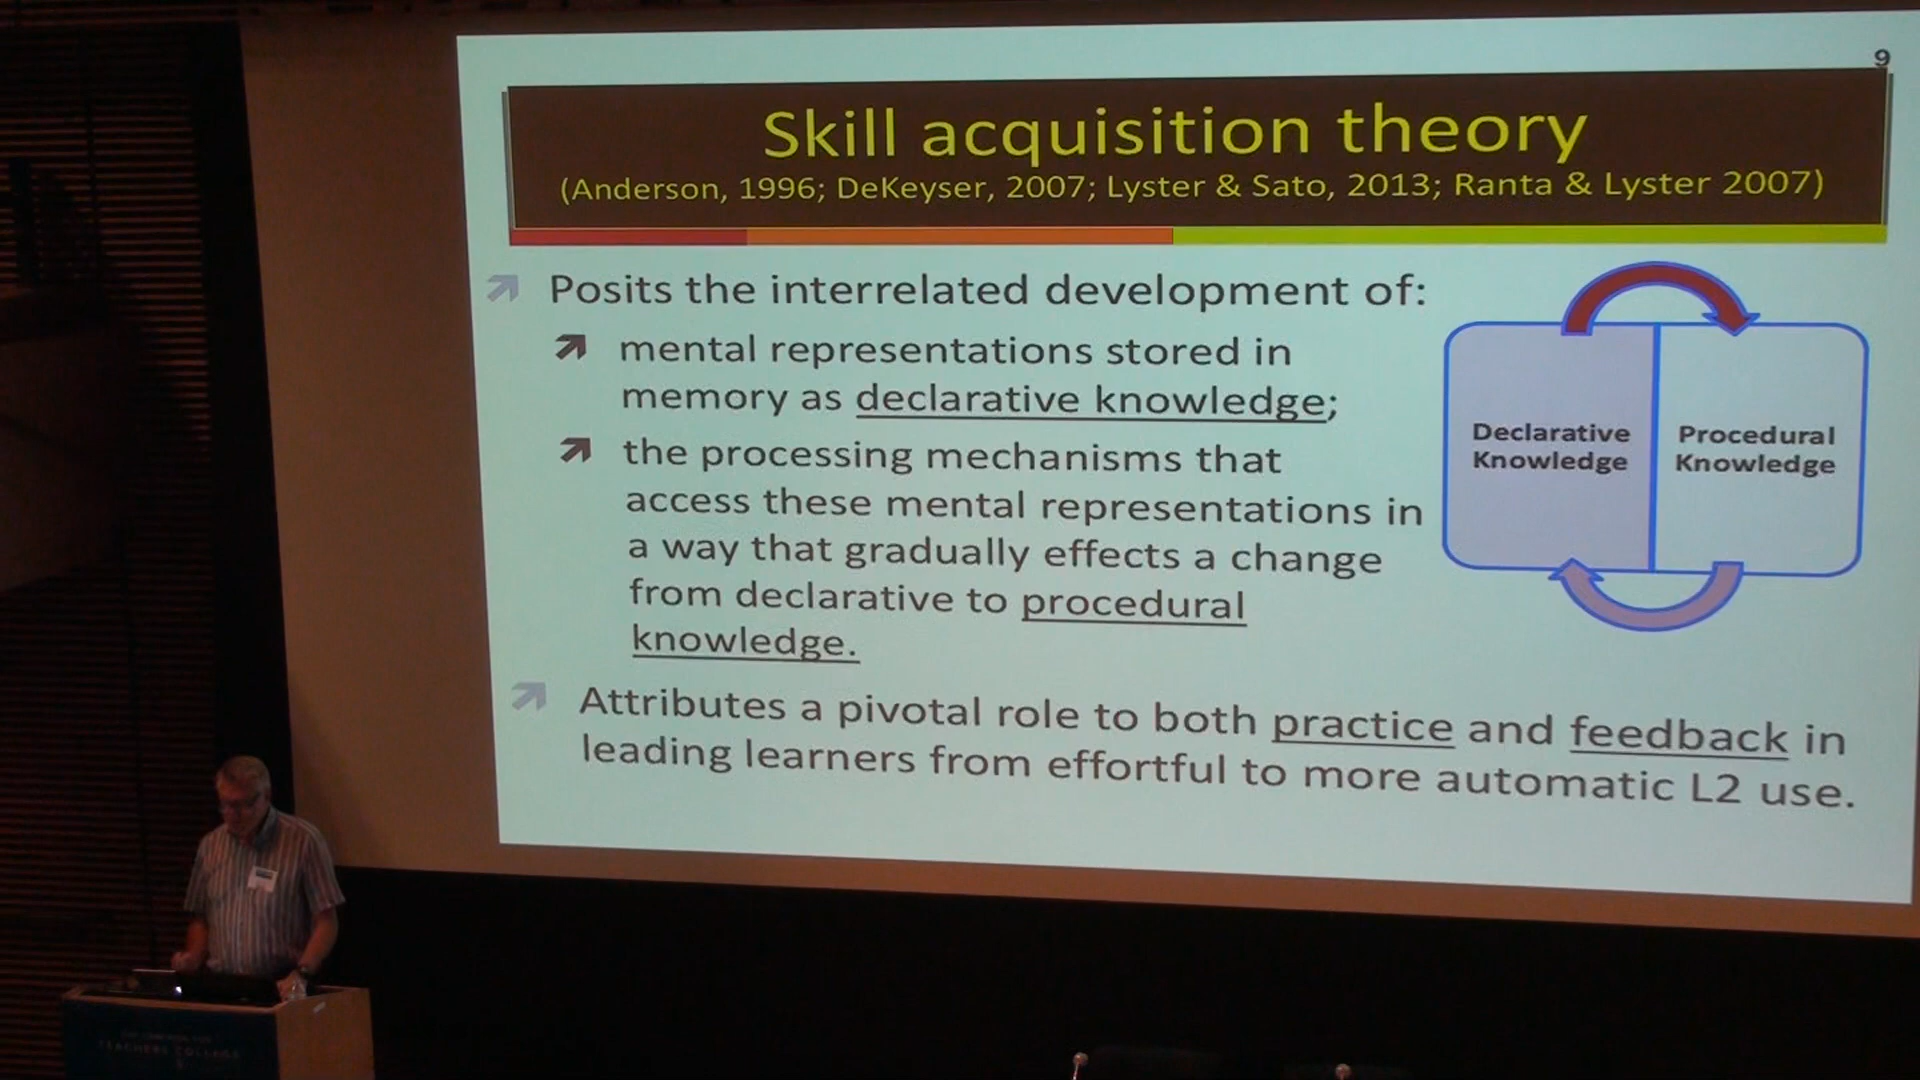 9
Skill acquisition theory
(Anderson, 1996; DeKeyser, 2007; Lyster & Sato, 2013; Ranta & Lyster 2007)
Posits the interrelated development of:
mental representations stored in
memory as declarative knowledge;
the processing mechanisms that
access these mental representations in
a way that gradually effects a change
from declarative to procedural
knowledge.
Declarative
Knowledge
Procedural
Knowledge
Attributes a pivotal role to both practice and feedback in
leading learners from effortful to more automatic L2 use.
TEACHERS COLLEGE